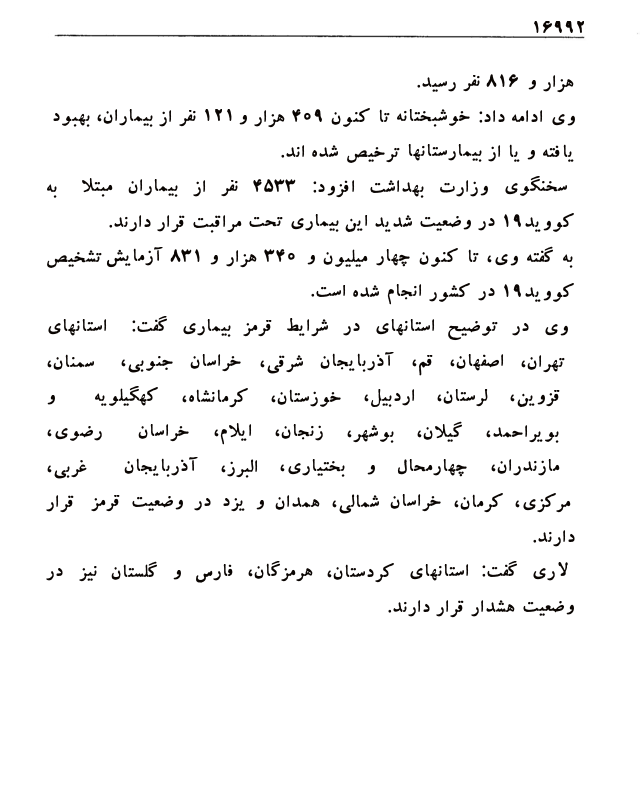 ۱۶۹۹۲
هزار و ۸۱۶ نفر رسید.
وی ادامه داد: خوشبختانه تا کنون ۴۰۹ هزار و ۱۲۱ نفر از بیماران، بهبود
یافته و یا از بیمارستانها ترخیص شده اند.
سخنگوی وزارت بهداشت افزود: ۴۵۳۳ نفر از بیماران مبتلا به
کووید۱۹ در وضعیت شدید این بیماری تحت مراقبت قرار دارند.
به گفته وی، تا کنون چهار میلیون و ۳۴۰ هزار و ۸۳۱ آزمایش تشخیص
کووید۱۹ در کشور انجام شده است.
وی در توضیح استانهای در شرایط قرمز بیماری گفت: استانهای
تهران، اصفهان، قم، آذربایجان شرقی، خراسان جنوبی، سمنان،
قزوین، لرستان، اردبیل، خوزستان، کرمانشاه، کهگیلویه و
بویراحمد، گیلان، بوشهر، زنجان، ایلام، خراسان رضوی،
مازندران، چهارمحال و بختیاری، البرز، آذربایجان غربی،
مرکزی، کرمان، خراسان شمالی، همدان و یزد در وضعیت قرمز قرار
دارند.
لاری گفت: استانهای کردستان، هرمزگان، فارس و گلستان نیز در
وضعیت هشدار قرار دارند.